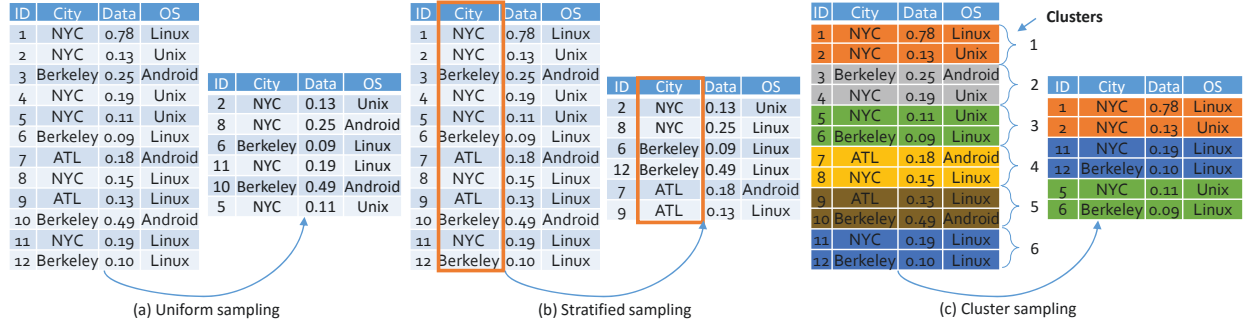 ID City Data OS
1 NYC 0.78 Linux
2 NYC 0.13 Unix
3 Berkeley 0.25 Android
4 NYC 0.19 Unix
5 NYC 0.11 Unix
6 Berkeley 0.09 Linux
7 ATL 0.18 Android
8 NYC 0.15 Linux
9 ATL 0.13 Linux
10 Berkeley 0.49 Android
11 NYC 0.19 Linux
12 Berkeley 0.10 Linux
ID City Data OS
2 NYC 0.13 Unix
8 NYC 0.25 Android
6 Berkeley 0.09 Linux
11 NYC 0.19 Linux
10 Berkeley 0.49 Android
5 NYC 0.11 Unix
(a) Uniform sampling
ID City Data OS
1 NYC 0.78 Linux
2 NYC 0.13 Unix
3 Berkeley 0.25 Android
4 NYC 0.19 Unix
5 NYC 0.11 Unix
6 Berkeley 0.09 Linux
7 ATL 0.18 Android
8 NYC 0.15 Linux
9 ATL 0.13 Linux
10 Berkeley 0.49 Android
11 NYC 0.19 Linux
12 Berkeley 0.10 Linux
ID City Data OS
2 NYC 0.13 Unix
8 NYC 0.25 Linux
6 Berkeley 0.09 Linux
12 Berkeley 0.49 Linux
7 ATL 0.18 Android
9 ATL 0.13 Linux
(b) Stratified sampling
ID City Data OS
1 NYC 0.78 Linux
2 NYC 0.13 Unix
3 Berkeley 0.25 Android
4 NYC 0.19 Unix
5 NYC 0.11 Unix
6 Berkeley 0.09 Linux
7 ATL 0.18 Android
8 NYC 0.15 Linux
9 ATL 0.13 Linux
10 Berkeley 0.49 Android
11 NYC 0.19 Linux
12 Berkeley 0.10 Linux
Clusters
1
2
3
4
5
6
ID City Data OS
1 NYC 0.78 Linux
2 NYC 0.13 Unix
11 NYC 0.19 Linux
12 Berkeley 0.10 Linux
5 NYC 0.11 Unix
6 Berkeley 0.09 Linux
(c) Cluster sampling